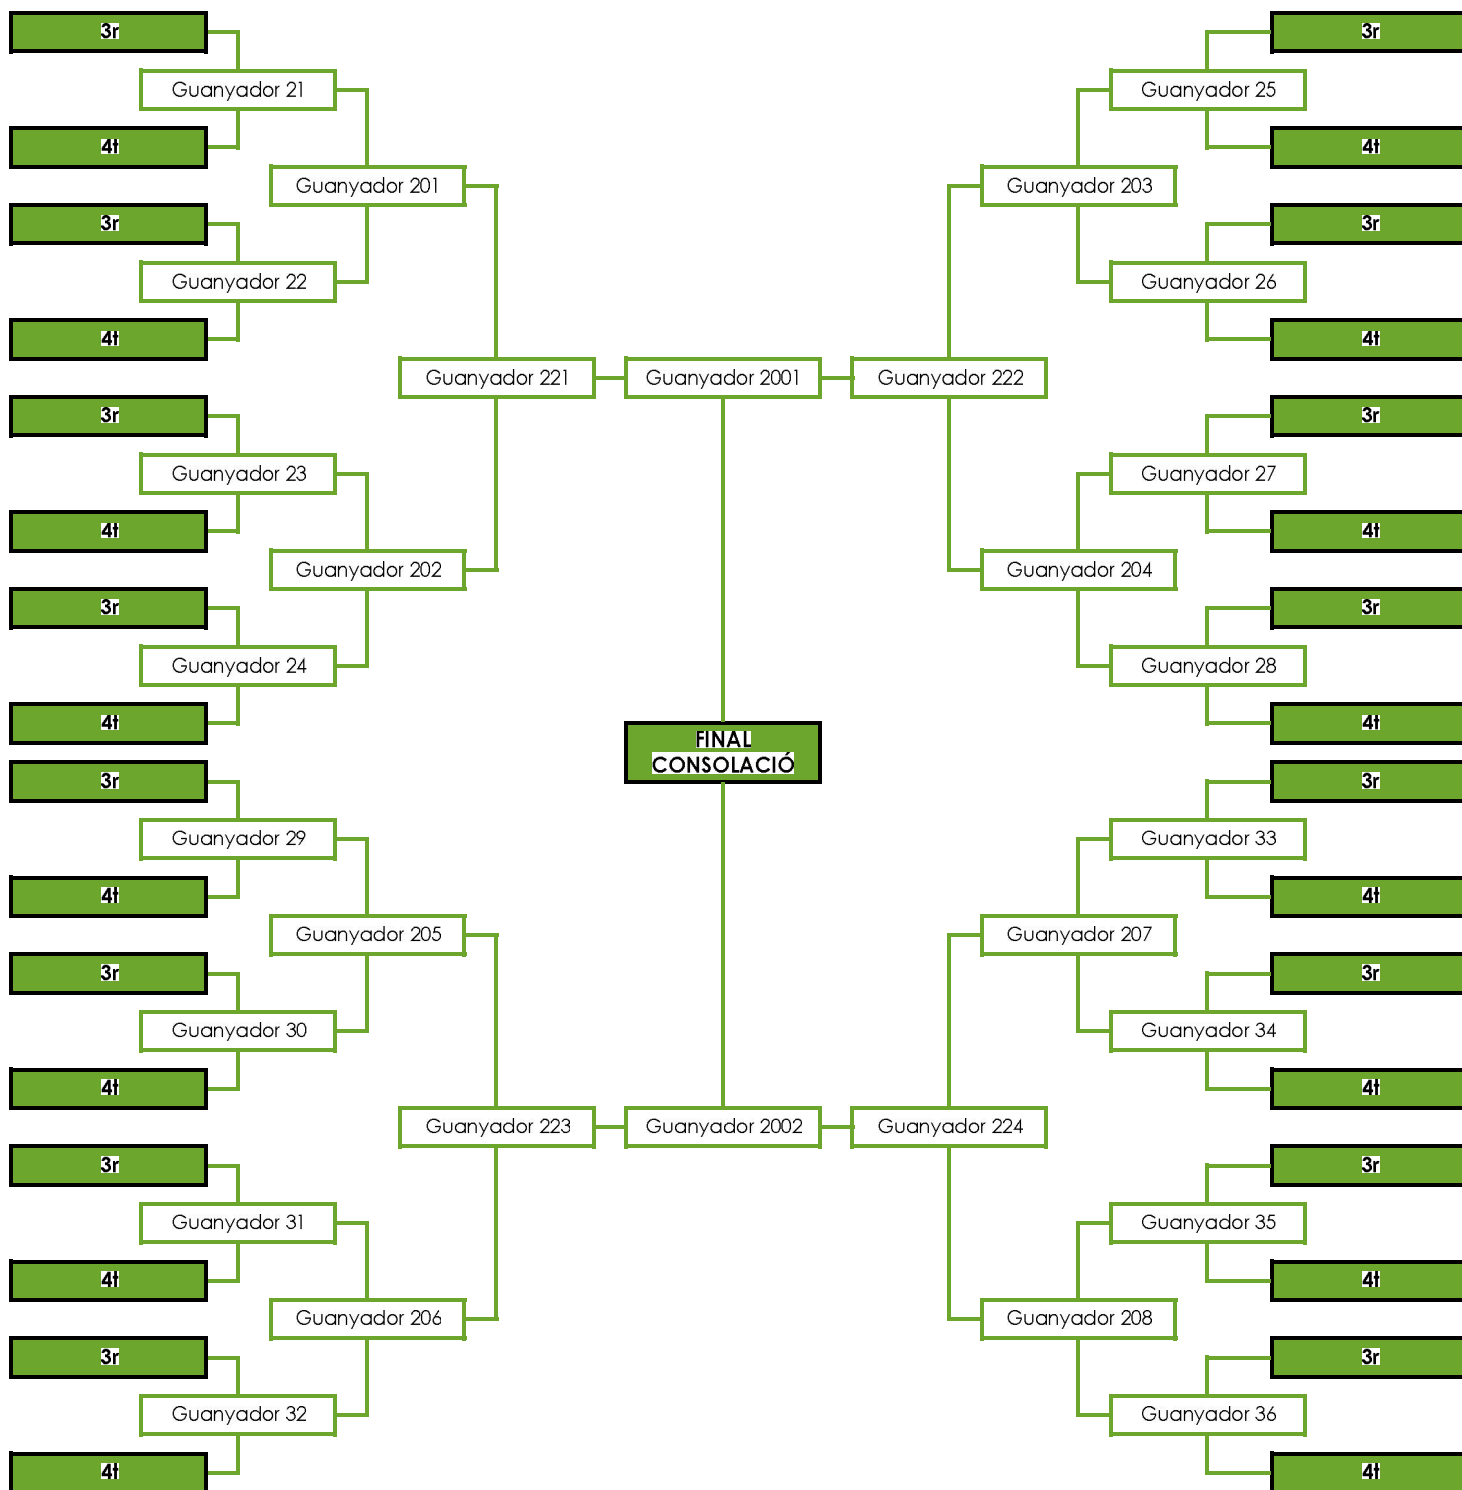 3r
3r
Guanyador 21
Guanyador 25
4t
4t
Guanyador 201
Guanyador 203
3r
3r
Guanyador 22
Guanyador 26
4t
4t
Guanyador 221
Guanyador 2001
Guanyador 222
3r
3r
Guanyador 23
Guanyador 27
4t
4t
Guanyador 202
Guanyador 204
3r
3r
Guanyador 24
Guanyador 28
4t
4t
FINAL
CONSOLACIÓ
3r
3r
Guanyador 29
Guanyador 33
4t
4t
Guanyador 205
Guanyador 207
3r
3r
Guanyador 30
Guanyador 34
4t
4t
Guanyador 223
Guanyador 2002
Guanyador 224
3r
3r
Guanyador 31
Guanyador 35
4t
4t
Guanyador 206
Guanyador 208
3r
3r
Guanyador 32
Guanyador 36
4t
4t